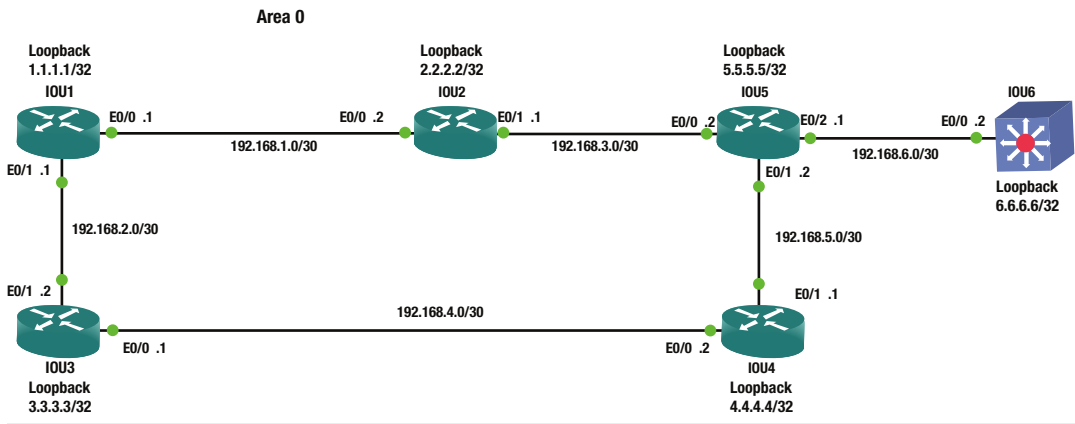 Area 0
Loopback
1.1.1.1/32
IOU1
Loopback
2.2.2.2/32
IOU2
Loopback
5.5.5.5/32
IOU5
IOU6
E0/0 .1
E0/0 .2
E0/1 .1
E0/0 .2
E0/2 .1
E0/0 .2
192.168.1.0/30
192.168.3.0/30
192.168.6.0/30
E0/1 .1
E0/1 .2
Loopback
6.6.6.6/32
192.168.2.0/30
192.168.5.0/30
E0/1 .2
E0/1 .1
192.168.4.0/30
E0/0 .1
E0/0 .2
IOU3
Loopback
3.3.3.3/32
IOU4
Loopback
4.4.4.4/32